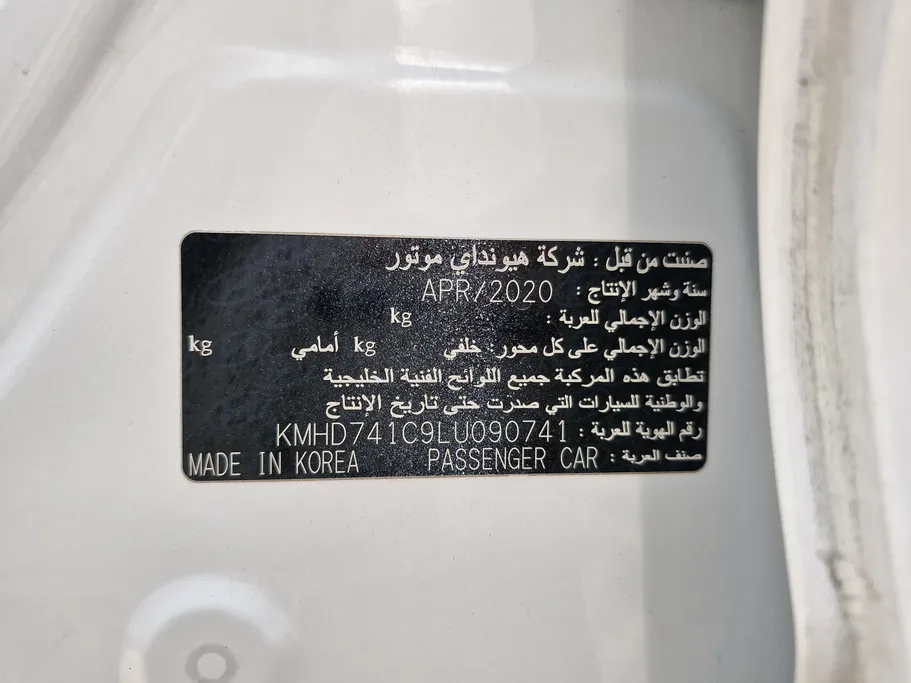 صنعت من قبل : شركة هيونداي موتور
سنة وشهر الإنتاج : APR/2020
الوزن الإجمالي للعربة : kg
الوزن الإجمالي على كل محور: خلفي kg أمامي kg
تطابق هذه المركبة جميع اللوائح الفنية الخليجية
والوطنية للسيارات التي صدرت حتى تاريخ الإنتاج
رقم الهوية للعربة : KMHD741C9LU090741
صنف العربة : PASSENGER CAR MADE IN KOREA